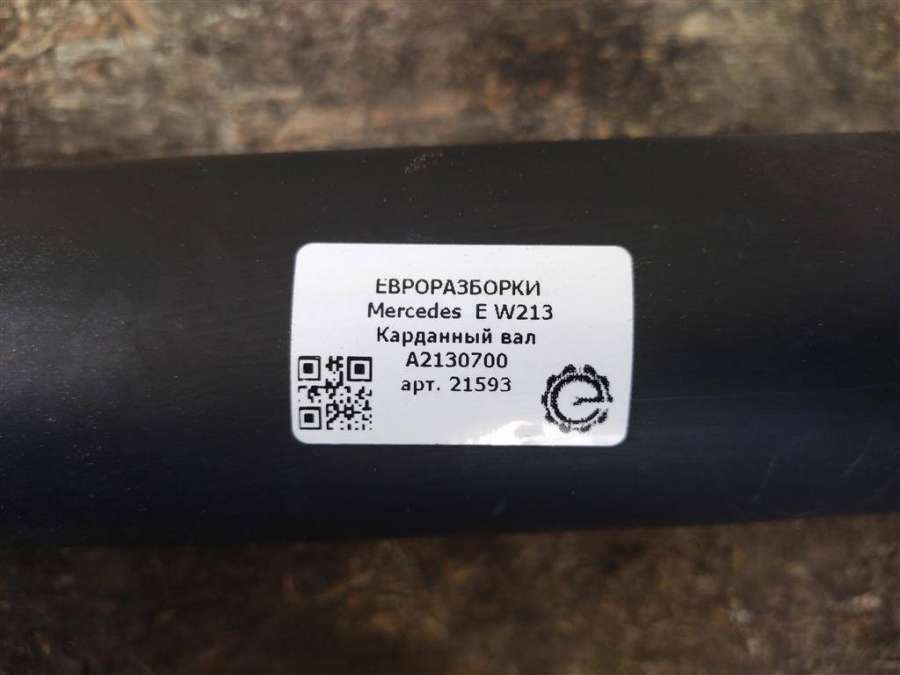 ЕВРОРАЗБОРКИ
Mercedes E W213
Карданный вал
A2130700
арт. 21593